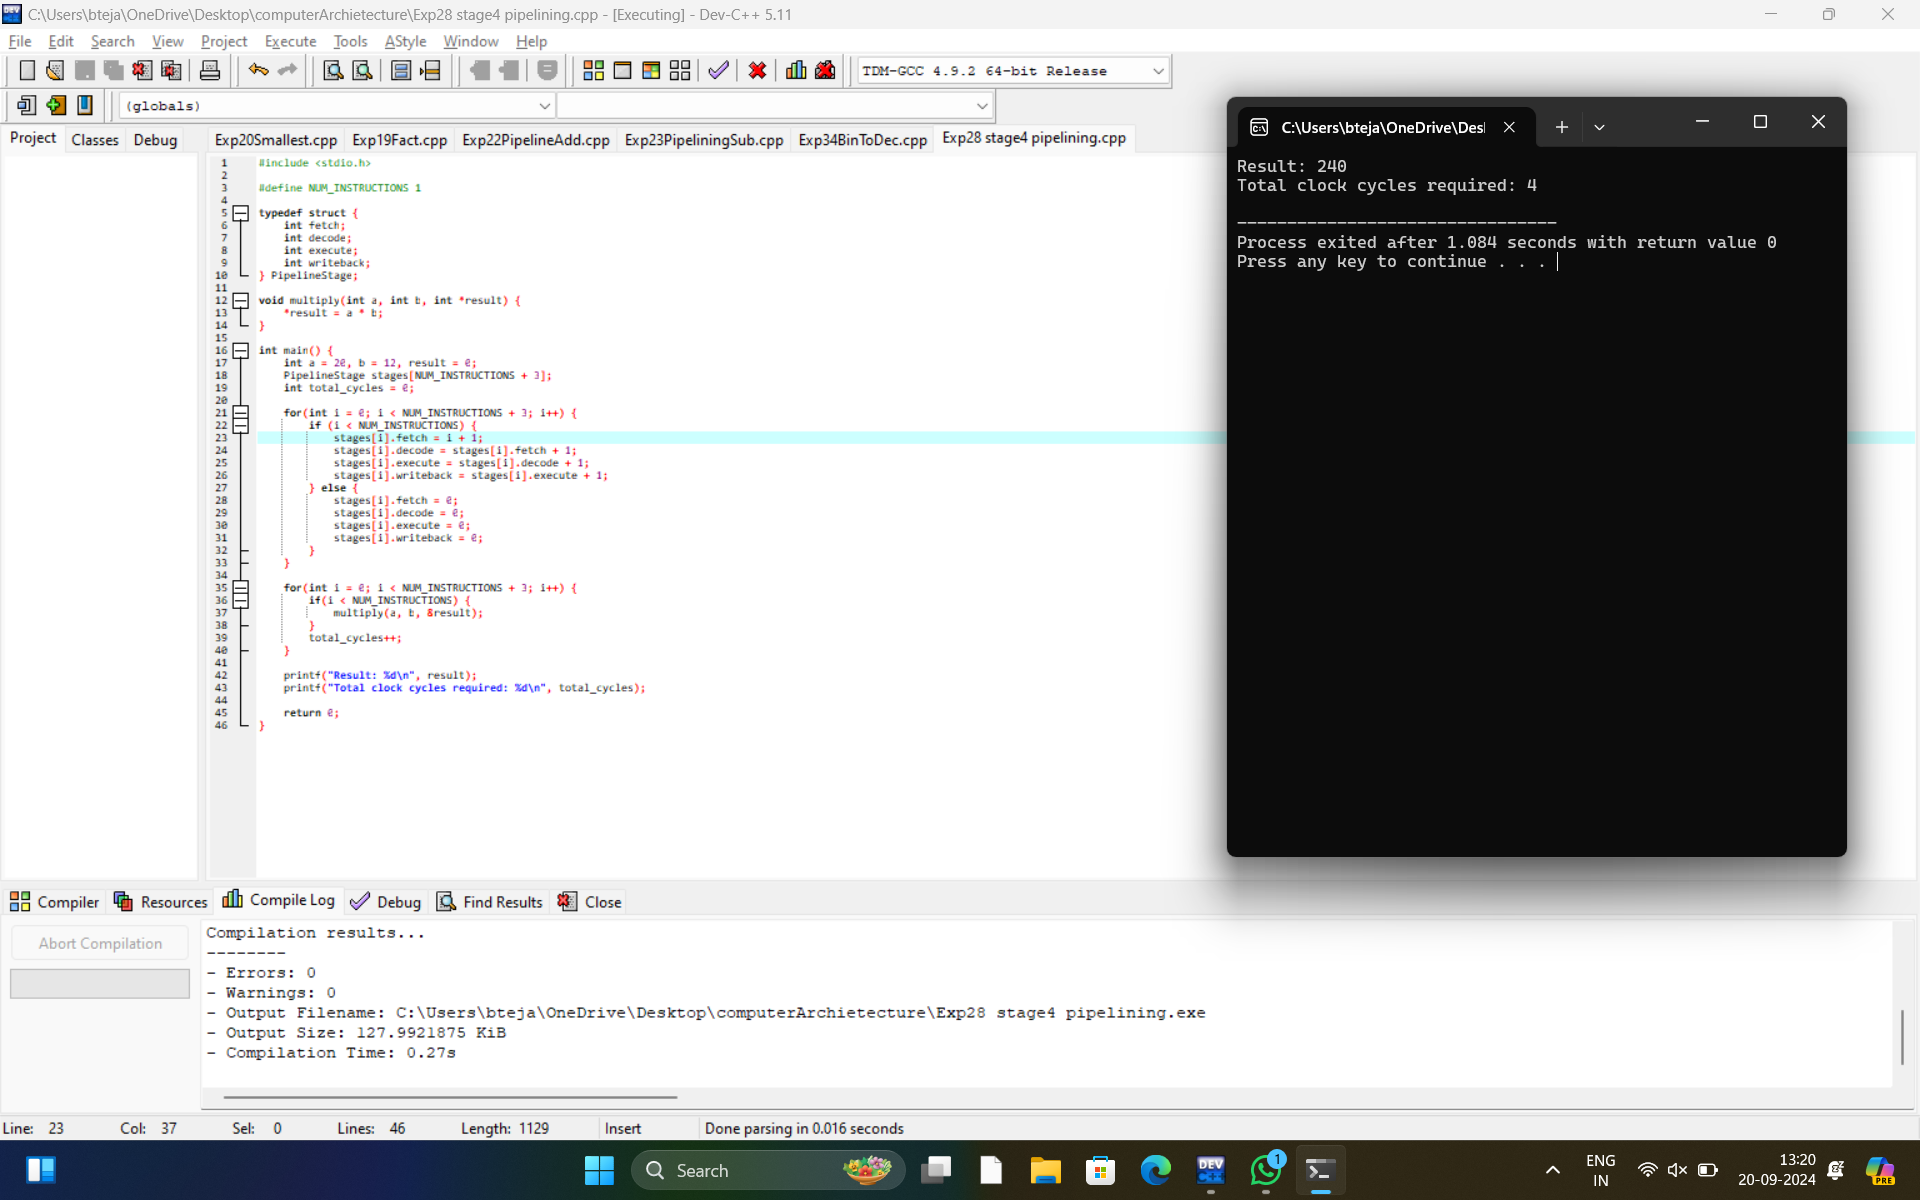 C:\Users\bteja\OneDrive\Desktop\computerArchietecture\Exp28 stage4 pipelining.cpp - [Executing] - Dev-C++ 5.11
File Edit Search View Project Execute Tools AStyle Window Help
TDM-GCC 4.9.2 64-bit Release
(globals)
Project Classes Debug
Exp20Smallest.cpp Exp19Fact.cpp Exp22PipelineAdd.cpp Exp23PipeliningSub.cpp Exp34BinToDec.cpp Exp28 stage4 pipelining.cpp
1 #include <stdio.h>
2
3 #define NUM_INSTRUCTIONS 1
4
5 typedef struct {
6 int fetch;
7 int decode;
8 int execute;
9 int writeback;
10 } PipelineStage;
11
12 void multiply(int a, int b, int *result) {
13 *result = a * b;
14 }
15
16 int main() {
17 int a = 20, b = 12, result = 0;
18 PipelineStage stages[NUM_INSTRUCTIONS + 3];
19 int total_cycles = 0;
20
21 for(int i = 0; i < NUM_INSTRUCTIONS + 3; i++) {
22 if (i < NUM_INSTRUCTIONS) {
23 stages[i].fetch = i + 1;
24 stages[i].decode = stages[i].fetch + 1;
25 stages[i].execute = stages[i].decode + 1;
26 stages[i].writeback = stages[i].execute + 1;
27 } else {
28 stages[i].fetch = 0;
29 stages[i].decode = 0;
30 stages[i].execute = 0;
31 stages[i].writeback = 0;
32 }
33 }
34
35 for(int i = 0; i < NUM_INSTRUCTIONS + 3; i++) {
36 if(i < NUM_INSTRUCTIONS) {
37 multiply(a, b, &result);
38 }
39 total_cycles++;
40 }
41
42 printf("Result: %d\n", result);
43 printf("Total clock cycles required: %d\n", total_cycles);
44
45 return 0;
46 }
C:\Users\bteja\OneDrive\Des
Result: 240
Total clock cycles required: 4
--------------------------------
Process exited after 1.084 seconds with return value 0
Press any key to continue . . .
Compiler Resources Compile Log Debug Find Results Close
Abort Compilation
Compilation results...
--------
- Errors: 0
- Warnings: 0
- Output Filename: C:\Users\bteja\OneDrive\Desktop\computerArchietecture\Exp28 stage4 pipelining.exe
- Output Size: 127.9921875 KiB
- Compilation Time: 0.27s
Line: 23 Col: 37 Sel: 0 Lines: 46 Length: 1129 Insert Done parsing in 0.016 seconds
Search
DEV
1
ENG
IN
13:20
20-09-2024
PRE